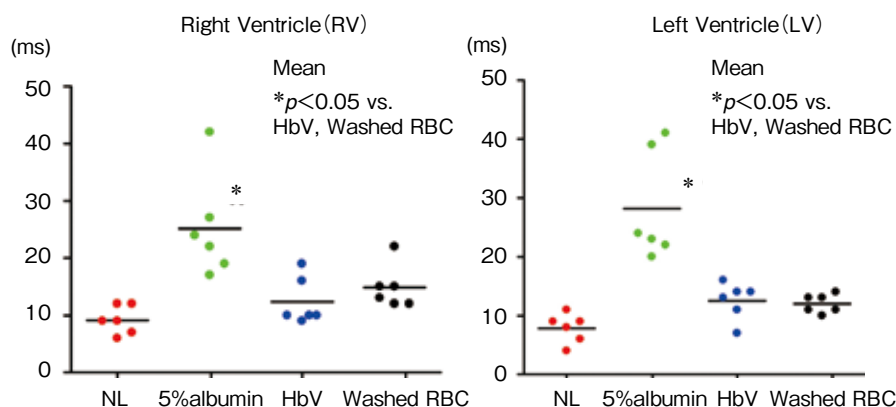 Right Ventricle(RV)
(ms)
50
40
30
20
10
0
Mean
*p<0.05 vs.
HbV, Washed RBC
*
NL 5%albumin HbV Washed RBC
Left Ventricle(LV)
(ms)
50
40
30
20
10
0
Mean
*p<0.05 vs.
HbV, Washed RBC
*
NL 5%albumin HbV Washed RBC